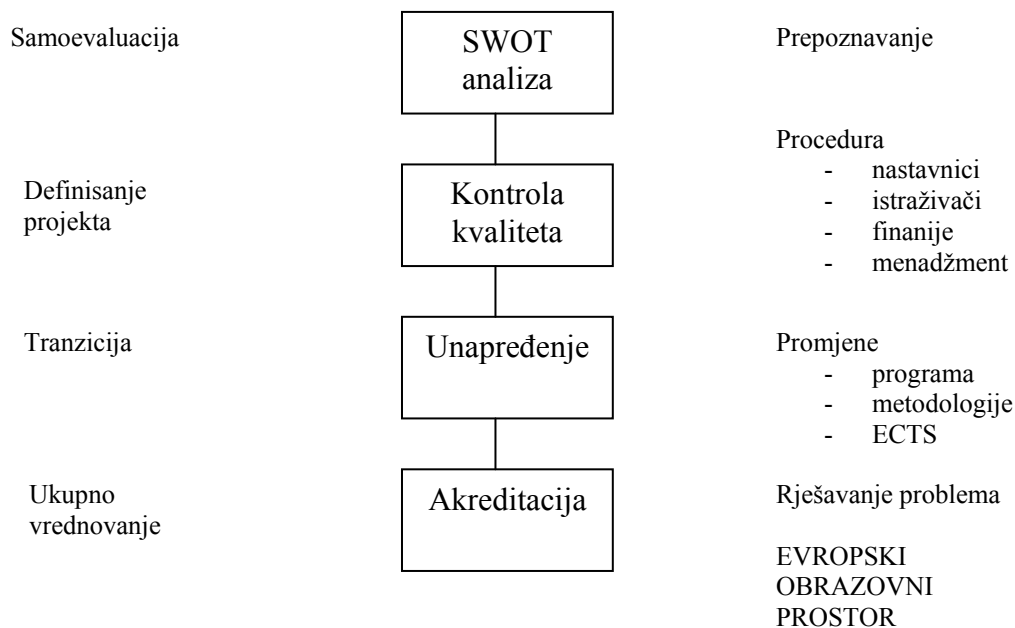 Samoevaluacija
SWOT
analiza
Prepoznavanje
Definisanje
projekta
Kontrola
kvaliteta
Procedura
- nastavnici
- istraživači
- finanije
- menadžment
Tranzicija
Unapređenje
Promjene
- programa
- metodologije
- ECTS
Ukupno
vrednovanje
Akreditacija
Rješavanje problema
EVROPSKI
OBRAZOVNI
PROSTOR